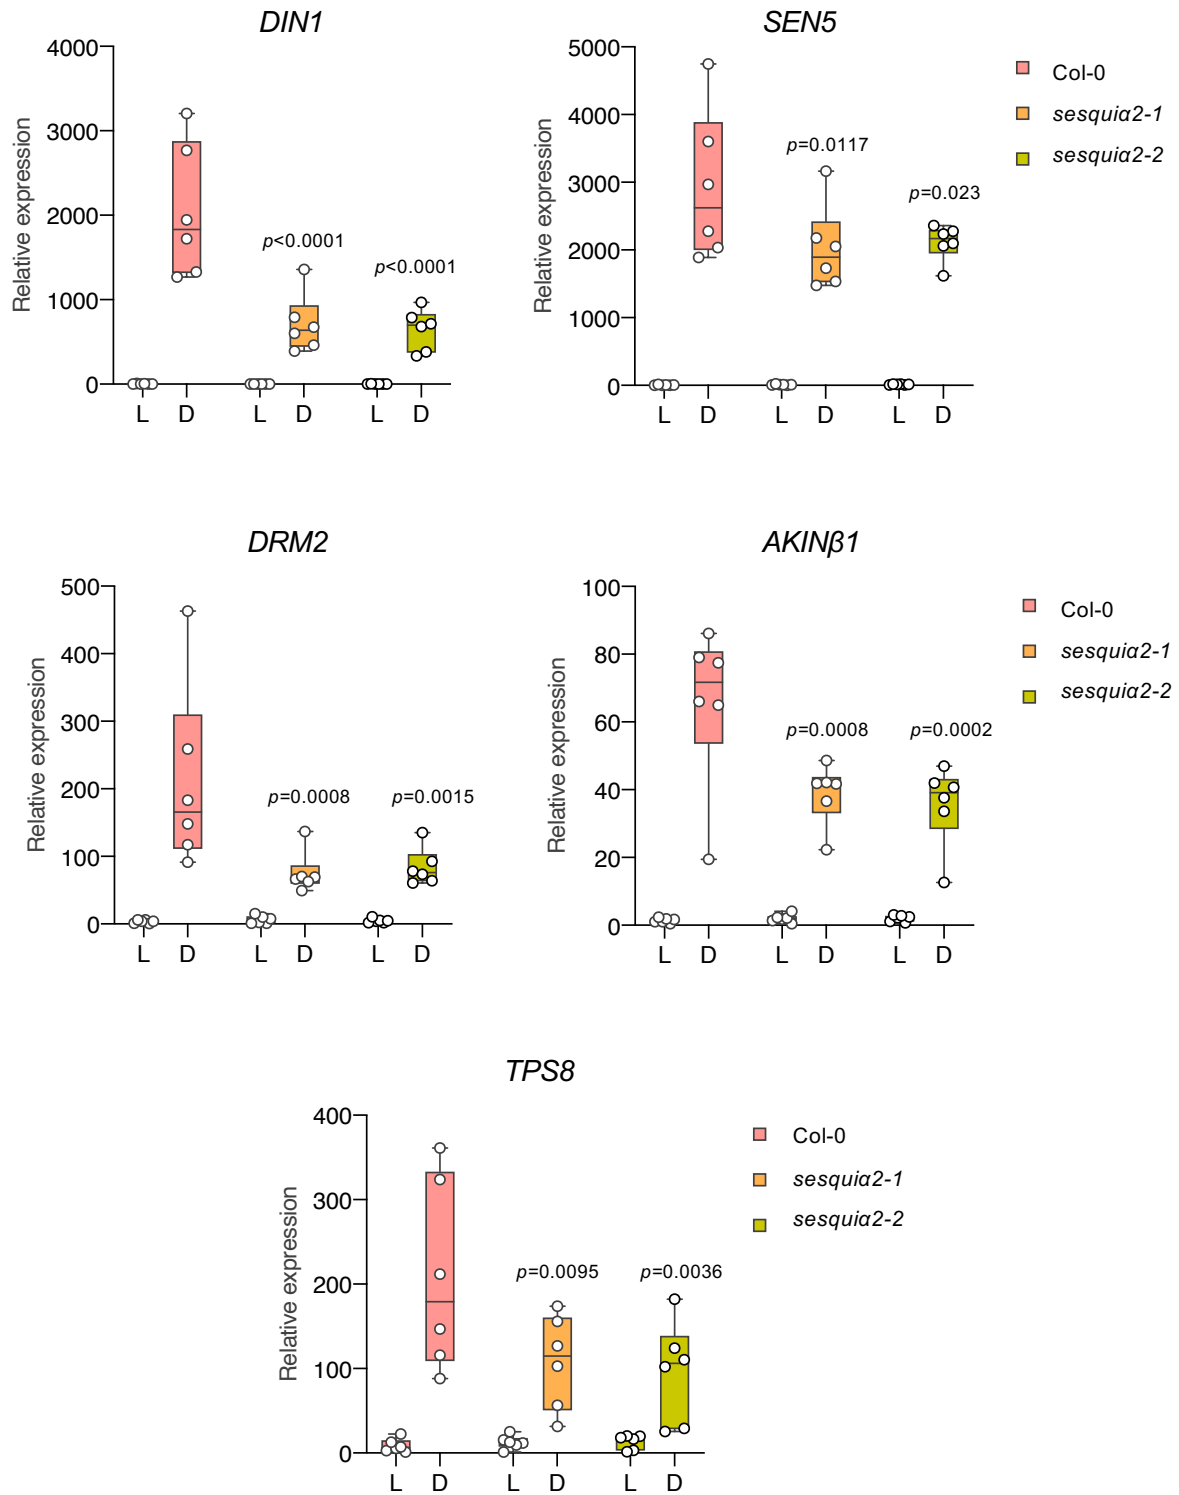 DIN1
SEN5
4000
3000
2000
1000
0
Relative expression
p<0.0001
p<0.0001
L D L D L D
5000
4000
3000
2000
1000
0
Relative expression
p=0.0117
p=0.023
L D L D L D
Col-0
sesquiα2-1
sesquiα2-2
DRM2
AKINβ1
500
400
300
200
100
0
Relative expression
p=0.0008
p=0.0015
L D L D L D
100
80
60
40
20
0
Relative expression
p=0.0008
p=0.0002
L D L D L D
Col-0
sesquiα2-1
sesquiα2-2
TPS8
400
300
200
100
0
Relative expression
p=0.0095
p=0.0036
L D L D L D
Col-0
sesquiα2-1
sesquiα2-2